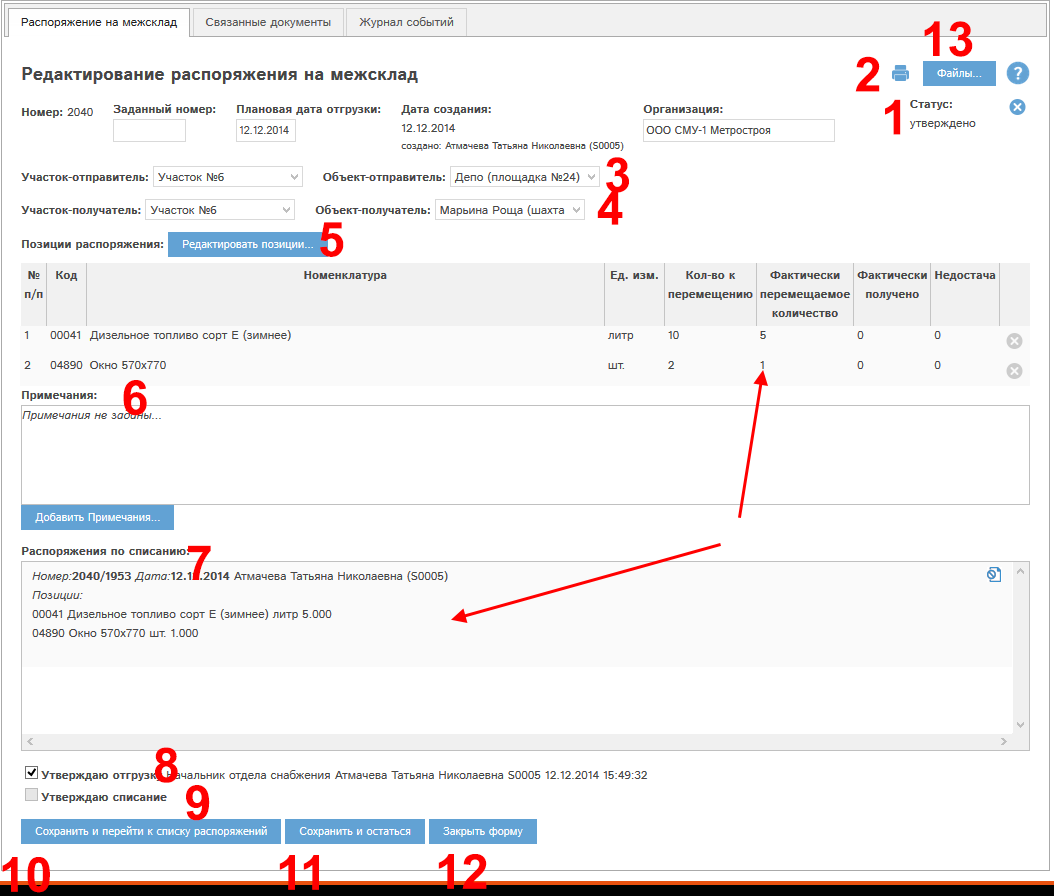 Распоряжение на межсклад Связанные документы Журнал событий
13
Редактирование распоряжения на межсклад 2 Файлы... ?
Номер: 2040 Заданный номер: Плановая дата отгрузки: Дата создания: Организация: 1 Статус:
12.12.2014 12.12.2014 ООО СМУ-1 Метростроя утверждено
создано: Атмачева Татьяна Николаевна (S0005)
Участок-отправитель: Участок №6 Объект-отправитель: Депо (площадка №24) 3
Участок-получатель: Участок №6 Объект-получатель: Марьина Роща (шахта 4
Позиции распоряжения: Редактировать позиции... 5
№ п/п Код Номенклатура Ед. изм. Кол-во к перемещению Фактически перемещаемое количество Фактически получено Недостача
1 00041 Дизельное топливо сорт Е (зимнее) литр 10 5 0 0
2 04890 Окно 570х770 шт. 2 1 0 0
Примечания: 6
Примечания не заданы...
Добавить Примечания...
Распоряжения по списанию: 7
Номер:2040/1953 Дата:12.12.2014 Атмачева Татьяна Николаевна (S0005)
Позиции:
00041 Дизельное топливо сорт Е (зимнее) литр 5.000
04890 Окно 570х770 шт. 1.000
8
Утверждаю отгрузку Начальник отдела снабжения Атмачева Татьяна Николаевна S0005 12.12.2014 15:49:32
Утверждаю списание 9
Сохранить и перейти к списку распоряжений Сохранить и остаться Закрыть форму
10 11 12